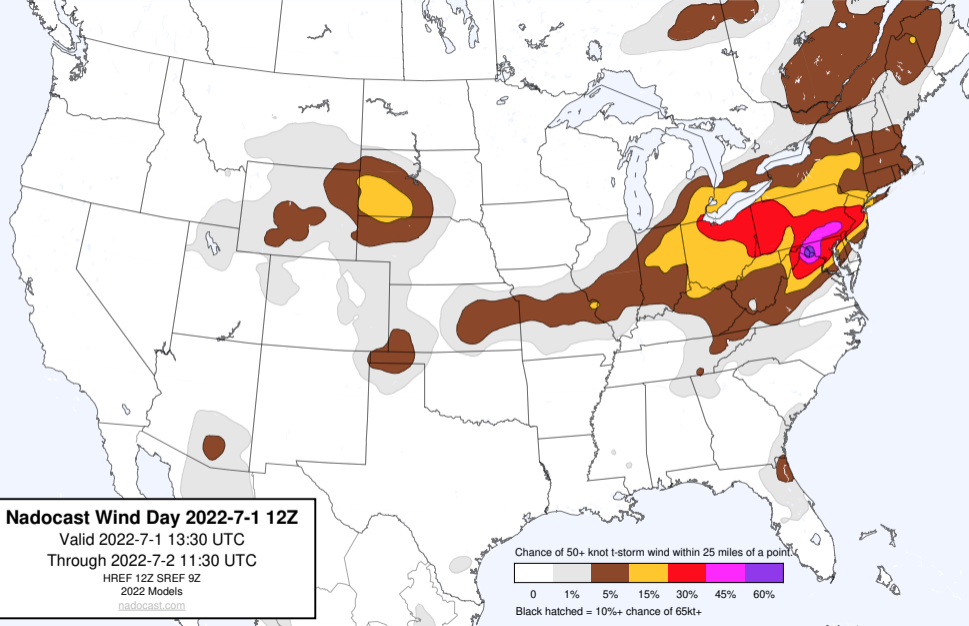 Nadocast Wind Day 2022-7-1 12Z
Valid 2022-7-1 13:30 UTC
Through 2022-7-2 11:30 UTC
HREF 12Z SREF 9Z
2022 Models
nadocast.com
Chance of 50+ knot t-storm wind within 25 miles of a point.
0 1% 5% 15% 30% 45% 60%
Black hatched = 10%+ chance of 65kt+